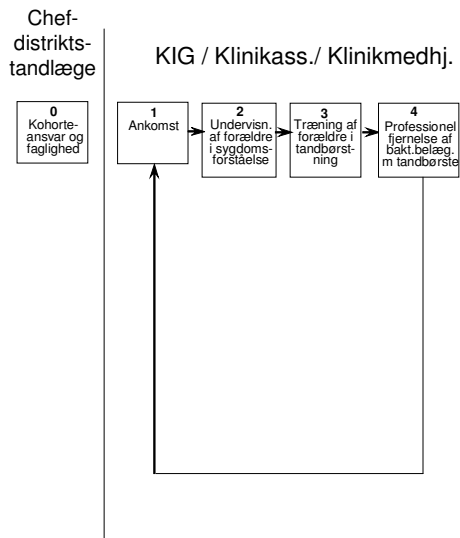 Chef-
distrikts-
tandlæge
KIG / Klinikass./ Klinikmedhj.
0
Kohorte-
ansvar og
faglighed
1
Ankomst
2
Undervisn.
af forældre
i sygdoms-
forståelse
3
Træning af
forældre i
tandbørst-
ning
4
Professionel
fjernelse af
bakt.belæg.
m tandbørste